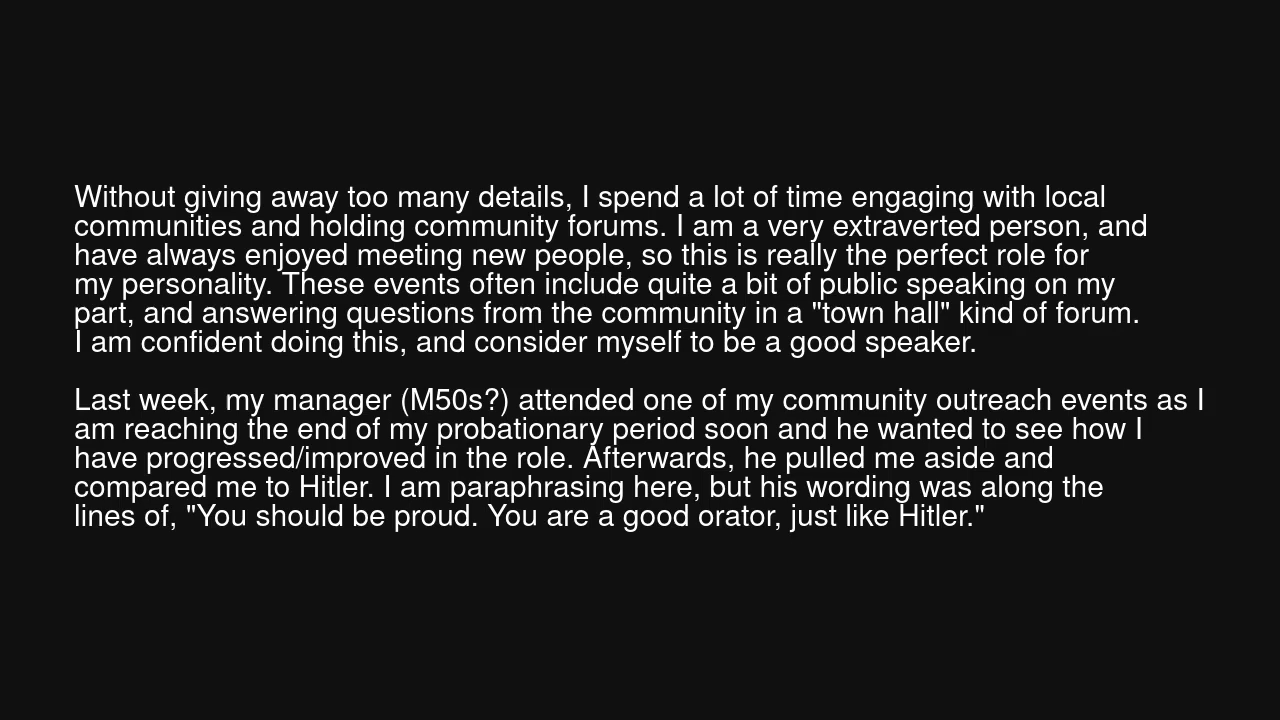 Without giving away too many details, I spend a lot of time engaging with local
communities and holding community forums. I am a very extraverted person, and
have always enjoyed meeting new people, so this is really the perfect role for
my personality. These events often include quite a bit of public speaking on my
part, and answering questions from the community in a "town hall" kind of forum.
I am confident doing this, and consider myself to be a good speaker.
Last week, my manager (M50s?) attended one of my community outreach events as I
am reaching the end of my probationary period soon and he wanted to see how I
have progressed/improved in the role. Afterwards, he pulled me aside and
compared me to Hitler. I am paraphrasing here, but his wording was along the
lines of, "You should be proud. You are a good orator, just like Hitler."